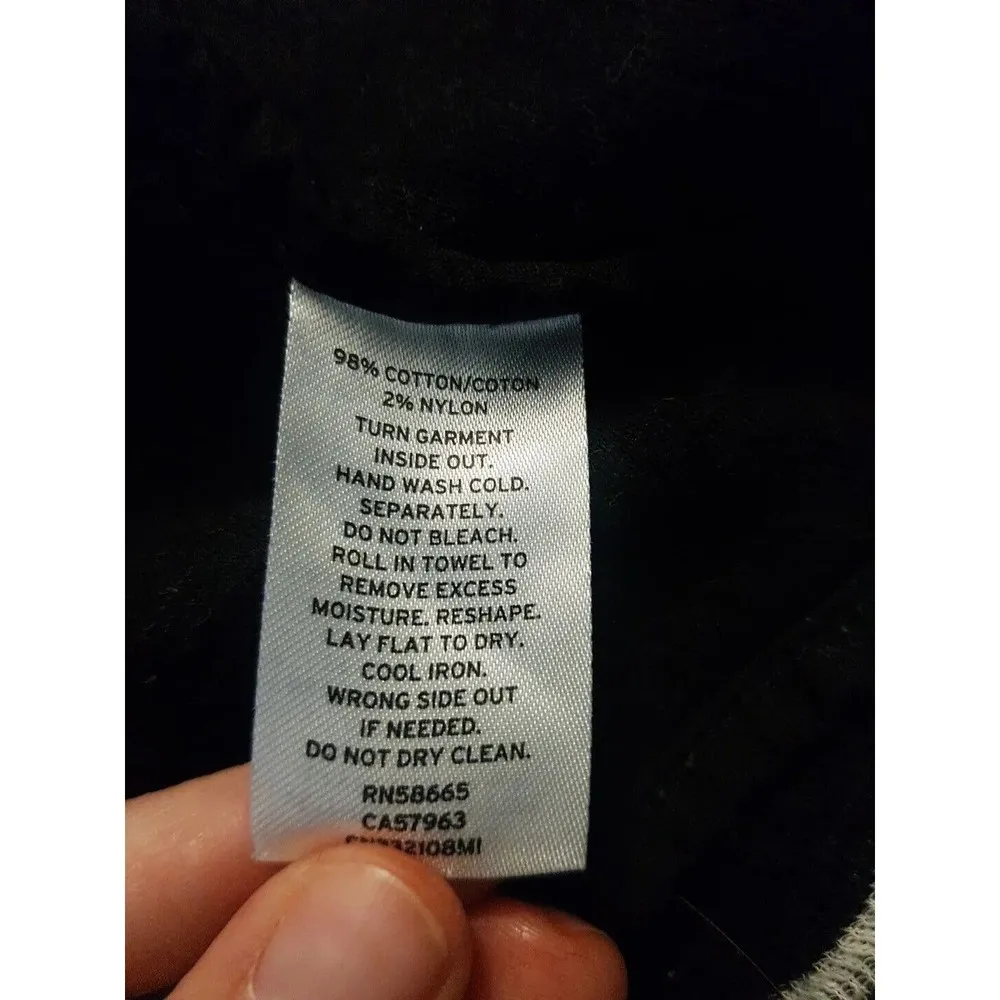 98% COTTON/COTON
2% NYLON
TURN GARMENT
INSIDE OUT.
HAND WASH COLD.
SEPARATELY.
DO NOT BLEACH.
ROLL IN TOWEL TO
REMOVE EXCESS
MOISTURE. RESHAPE.
LAY FLAT TO DRY.
COOL IRON.
WRONG SIDE OUT
IF NEEDED.
DO NOT DRY CLEAN.
RN58665
CA57963